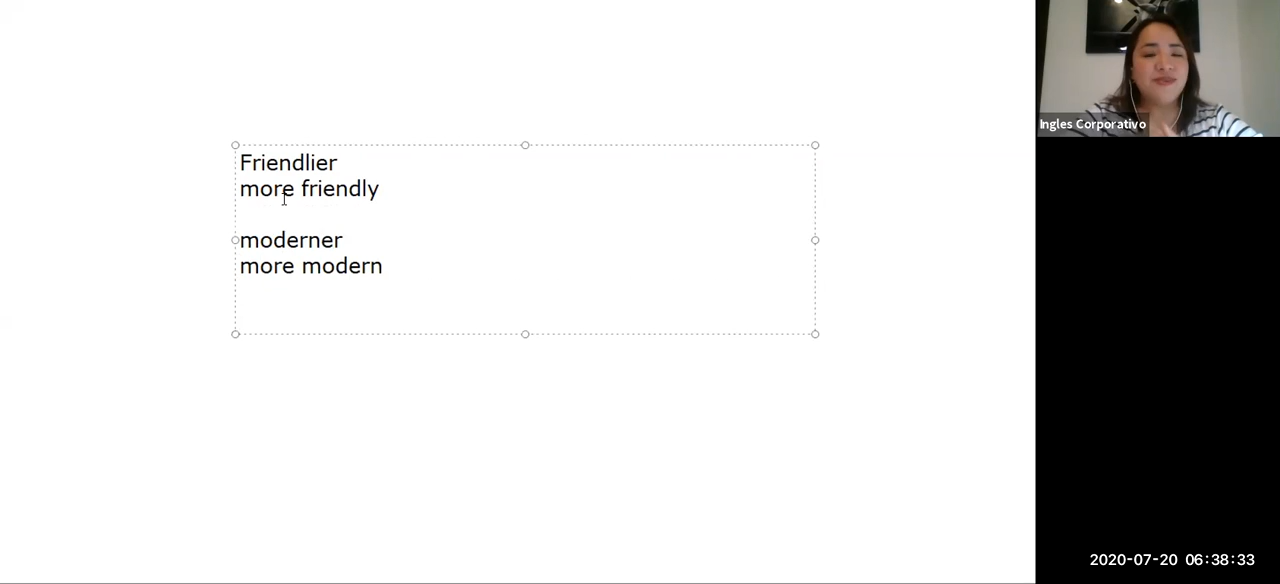 Friendlier
more friendly
moderner
more modern
Ingles Corporativo
2020-07-20 06:38:33